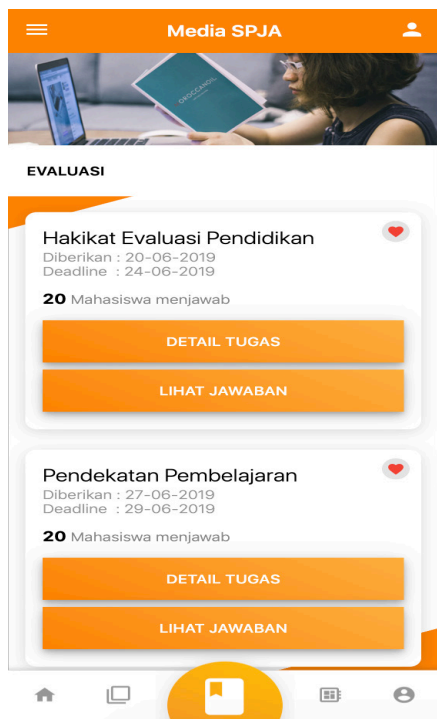 Media SPJA
EVALUASI
Hakikat Evaluasi Pendidikan
Diberikan : 20-06-2019
Deadline : 24-06-2019
20 Mahasiswa menjawab
DETAIL TUGAS
LIHAT JAWABAN
Pendekatan Pembelajaran
Diberikan : 27-06-2019
Deadline : 29-06-2019
20 Mahasiswa menjawab
DETAIL TUGAS
LIHAT JAWABAN